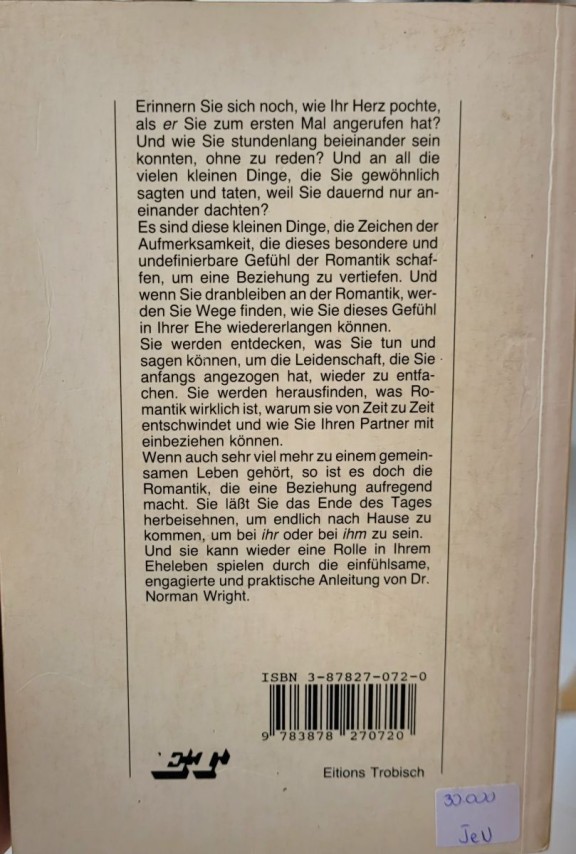 Erinnern Sie sich noch, wie Ihr Herz pochte,
als er Sie zum ersten Mal angerufen hat?
Und wie Sie stundenlang beieinander sein
konnten, ohne zu reden? Und an all die
vielen kleinen Dinge, die Sie gewöhnlich
sagten und taten, weil Sie dauernd nur an-
einander dachten?
Es sind diese kleinen Dinge, die Zeichen der
Aufmerksamkeit, die dieses besondere und
undefinierbare Gefühl der Romantik schaf-
fen, um eine Beziehung zu vertiefen. Und
wenn Sie dranbleiben an der Romantik, wer-
den Sie Wege finden, wie Sie dieses Gefühl
in Ihrer Ehe wiedererlangen können.
Sie werden entdecken, was Sie tun und
sagen können, um die Leidenschaft, die Sie
anfangs angezogen hat, wieder zu entfa-
chen. Sie werden herausfinden, was Ro-
mantik wirklich ist, warum sie von Zeit zu Zeit
entschwindet und wie Sie Ihren Partner mit
einbeziehen können.
Wenn auch sehr viel mehr zu einem gemein-
samen Leben gehört, so ist es doch die
Romantik, die eine Beziehung aufregend
macht. Sie läßt Sie das Ende des Tages
herbeisehnen, um endlich nach Hause zu
kommen, um bei ihr oder bei ihm zu sein.
Und sie kann wieder eine Rolle in Ihrem
Eheleben spielen durch die einfühlsame,
engagierte und praktische Anleitung von Dr.
Norman Wright.
ISBN 3-87827-072-0
9 783878 270720
Eitions Trobisch
30.000
JeU